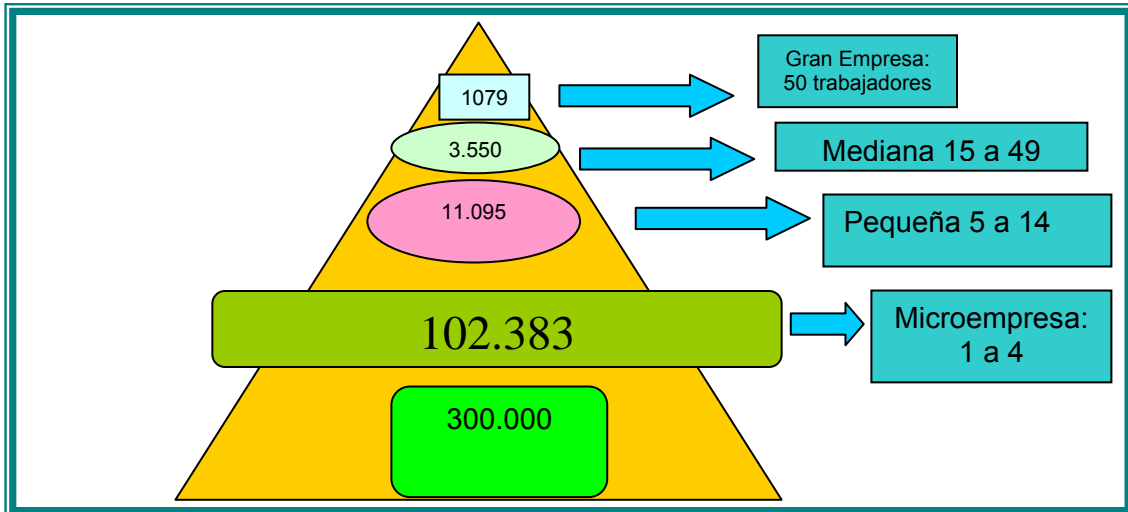 1079
Gran Empresa:
50 trabajadores
3.550
Mediana 15 a 49
11.095
Pequeña 5 a 14
102.383
Microempresa:
1 a 4
300.000